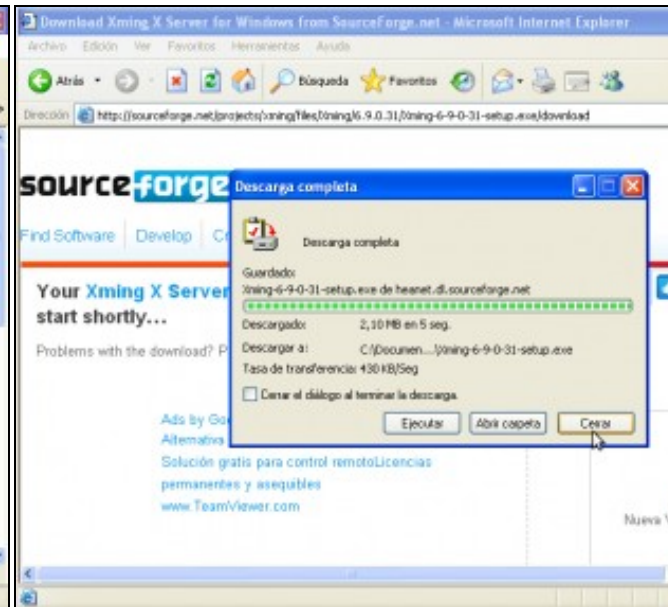 Download Xming X Server for Windows from SourceForge.net - Microsoft Internet Explorer
Archivo Edición Ver Favoritos Herramientas Ayuda
Atrás Búsqueda Favoritos
Dirección http://sourceforge.net/projects/xming/files/Xming/6.9.0.31/Xming-6-9-0-31-setup.exe/download
sourceforge
Find Software Develop
Your Xming X Server
start shortly...
Problems with the download?
Descarga completa
Descarga completa
Guardado:
Xming-6-9-0-31-setup.exe de heanet.dl.sourceforge.net
Descargado: 2,10 MB en 5 seg.
Descargar a: C:\Documen...\Xming-6-9-0-31-setup.exe
Tasa de transferencia: 430 KB/Seg
Cerrar el diálogo al terminar la descarga.
Ejecutar Abrir carpeta Cerrar
Ads by
Alternativa
Solución gratis para control remotoLicencias
permanentes y asequibles
www.TeamViewer.com
Nueva